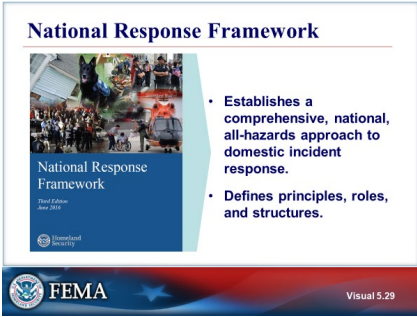 National Response Framework
National Response
Framework
Third Edition
June 2016
Homeland
Security
• Establishes a
comprehensive, national,
all-hazards approach to
domestic incident
response.
• Defines principles, roles,
and structures.
FEMA
Visual 5.29